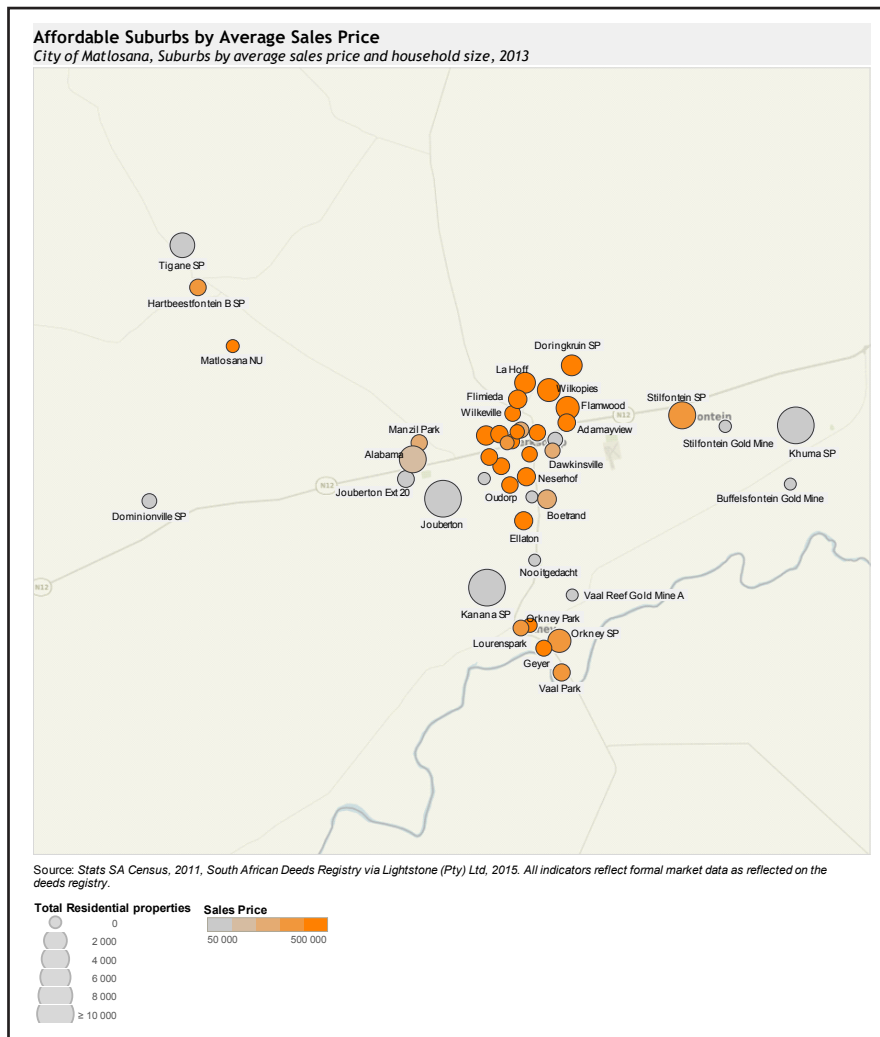 Affordable Suburbs by Average Sales Price
City of Matlosana, Suburbs by average sales price and household size, 2013
Tigane SP
Hartbeestfontein B SP
Matlosana NU
Doringkruin SP
La Hoff
Wilkopies
Flimieda
Flamwood
Stilfontein SP
Wilkeville
N12
ontein
Adamayview
Manzil Park
Stilfontein Gold Mine
Khuma SP
Alabama
Dawkinsville
N12
Neserhof
Jouberton Ext 20
Oudorp
Buffelsfontein Gold Mine
Dominionville SP
Jouberton
Boetrand
Ellaton
Nooitgedacht
N12
Vaal Reef Gold Mine A
Kanana SP
Orkney Park
Orkney SP
Lourenspark
Geyer
Vaal Park
Source: Stats SA Census, 2011, South African Deeds Registry via Lightstone (Pty) Ltd, 2015. All indicators reflect formal market data as reflected on the
deeds registry.
Total Residential properties
Sales Price
0
2 000
4 000
6 000
8 000
≥ 10 000
50 000
500 000